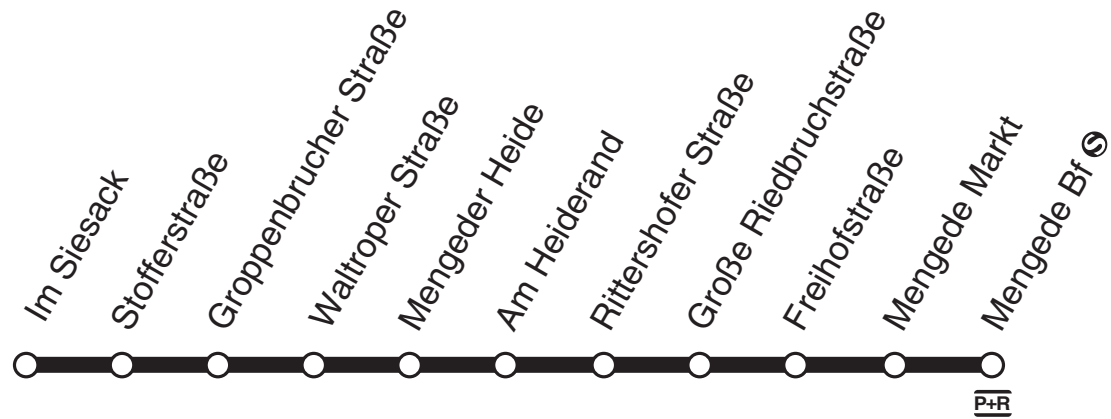 Im Siesack
Stofferstraße
Groppenbrucher Straße
Waltroper Straße
Mengeder Heide
Am Heiderand
Rittershofer Straße
Große Riedbruchstraße
Freihofstraße
Mengede Markt
Mengede Bf S
P+R